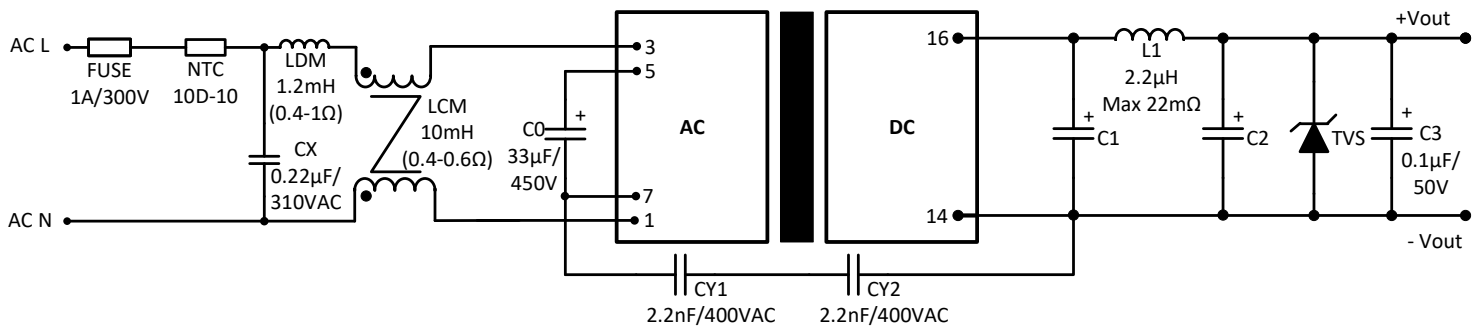 AC L
FUSE
1A/300V
NTC
10D-10
LDM
1.2mH
(0.4-1Ω)
CX
0.22µF/
310VAC
AC N
LCM
10mH
(0.4-0.6Ω)
C0
+
33µF/
450V
3
5
7
1
AC
DC
16
14
CY1
2.2nF/400VAC
CY2
2.2nF/400VAC
L1
2.2µH
Max 22mΩ
+
C1
+
C2
TVS
+
C3
0.1µF/
50V
+Vout
- Vout